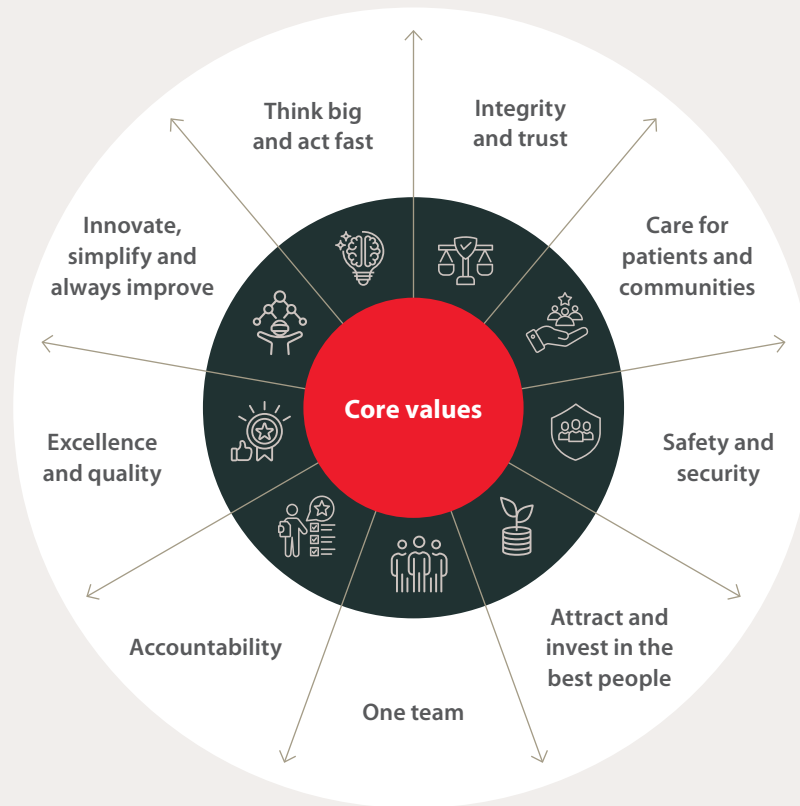 Think big
and act fast
Integrity
and trust
Care for
patients and
communities
Safety and
security
Attract and
invest in the
best people
One team
Accountability
Excellence
and quality
Innovate,
simplify and
always improve
Core values